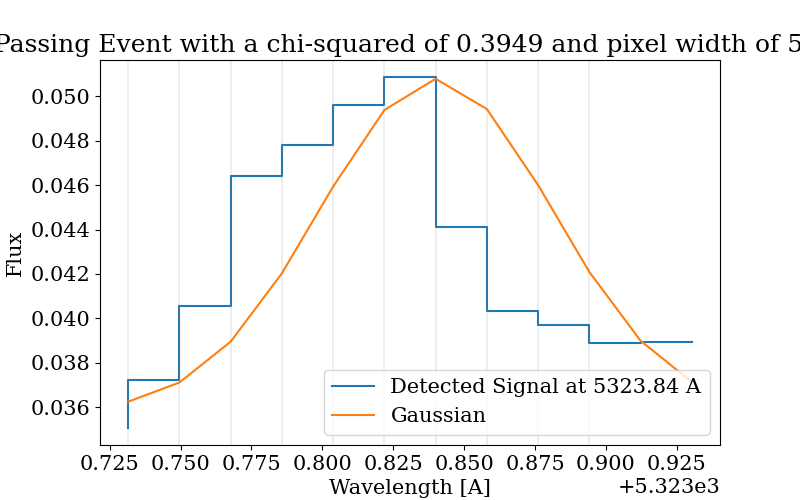 Passing Event with a chi-squared of 0.3949 and pixel width of 5
0.050
0.048
0.046
0.044
0.042
0.040
0.038
0.036
Flux
Detected Signal at 5323.84 A
Gaussian
0.725 0.750 0.775 0.800 0.825 0.850 0.875 0.900 0.925
Wavelength [A]
+5.323e3